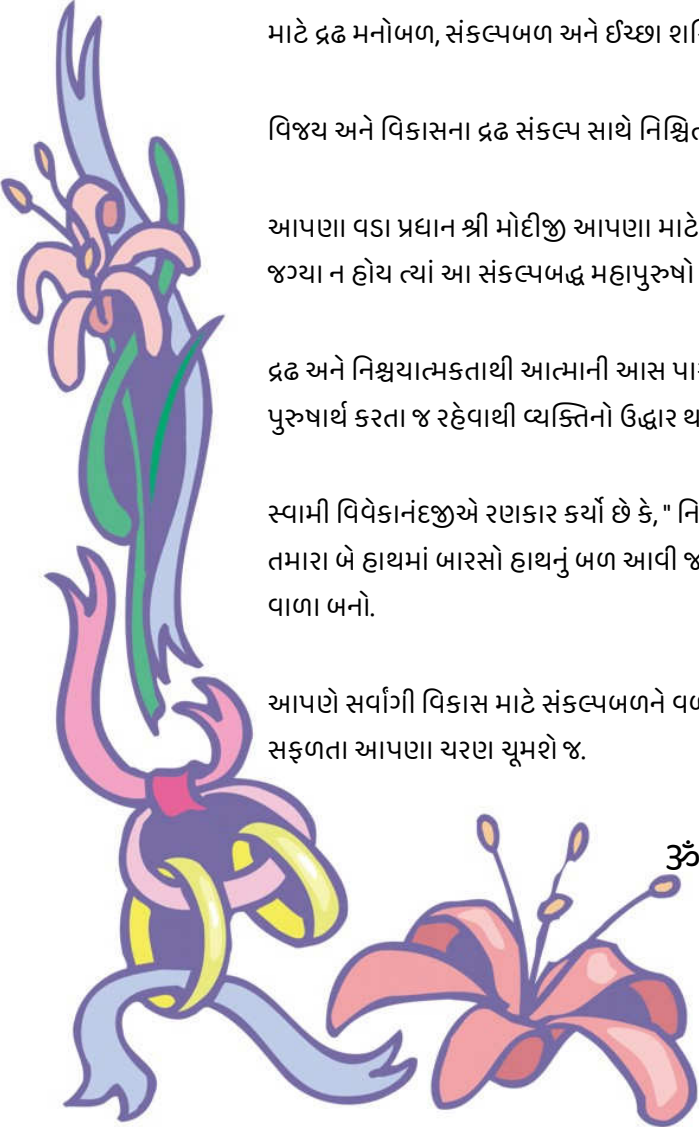 માટે દ્રઢ મનોબળ, સંકલ્પબળ અને ઈચ્છા
વિજય અને વિકાસના દ્રઢ સંકલ્પ સાથે
આપણા વડા પ્રધાન શ્રી મોદીજી આપણા માટે
જગ્યા ન હોય ત્યાં આ સંકલ્પબદ્ધ મહાપુરુષો
દ્રઢ અને નિશ્ચયાત્મકતાથી આત્માની આસ
પુરુષાર્થ કરતા જ રહેવાથી વ્યક્તિનો ઉદ્ધાર
સ્વામી વિવેકાનંદજીએ રણકાર કર્યો છે કે, "
તમારા બે હાથમાં બારસો હાથનું બળ આવી
વાળા બનો.
આપણે સર્વાંગી વિકાસ માટે સંકલ્પબળને
સફળતા આપણા ચરણ ચૂમશે જ.
ૐ